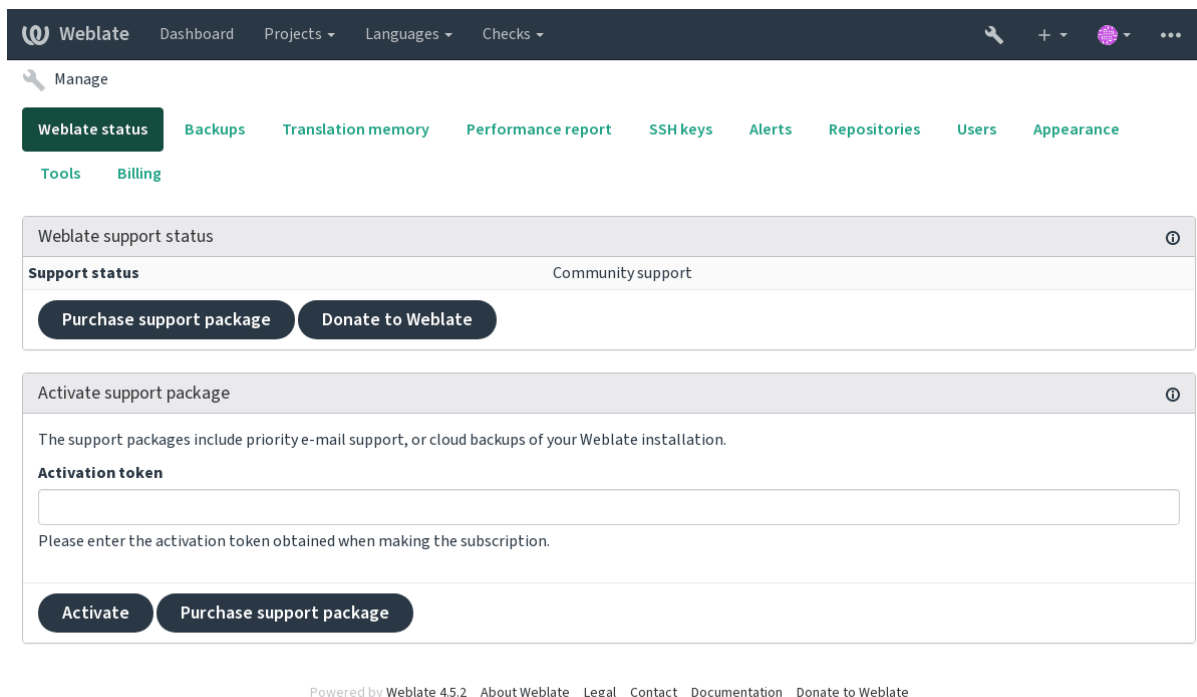 Weblate Dashboard Projects Languages Checks
Manage
Weblate status Backups Translation memory Performance report SSH keys Alerts Repositories Users Appearance
Tools Billing
Weblate support status
Support status Community support
Purchase support package Donate to Weblate
Activate support package
The support packages include priority e-mail support, or cloud backups of your Weblate installation.
Activation token
Please enter the activation token obtained when making the subscription.
Activate Purchase support package
Powered by Weblate 4.5.2 About Weblate Legal Contact Documentation Donate to Weblate